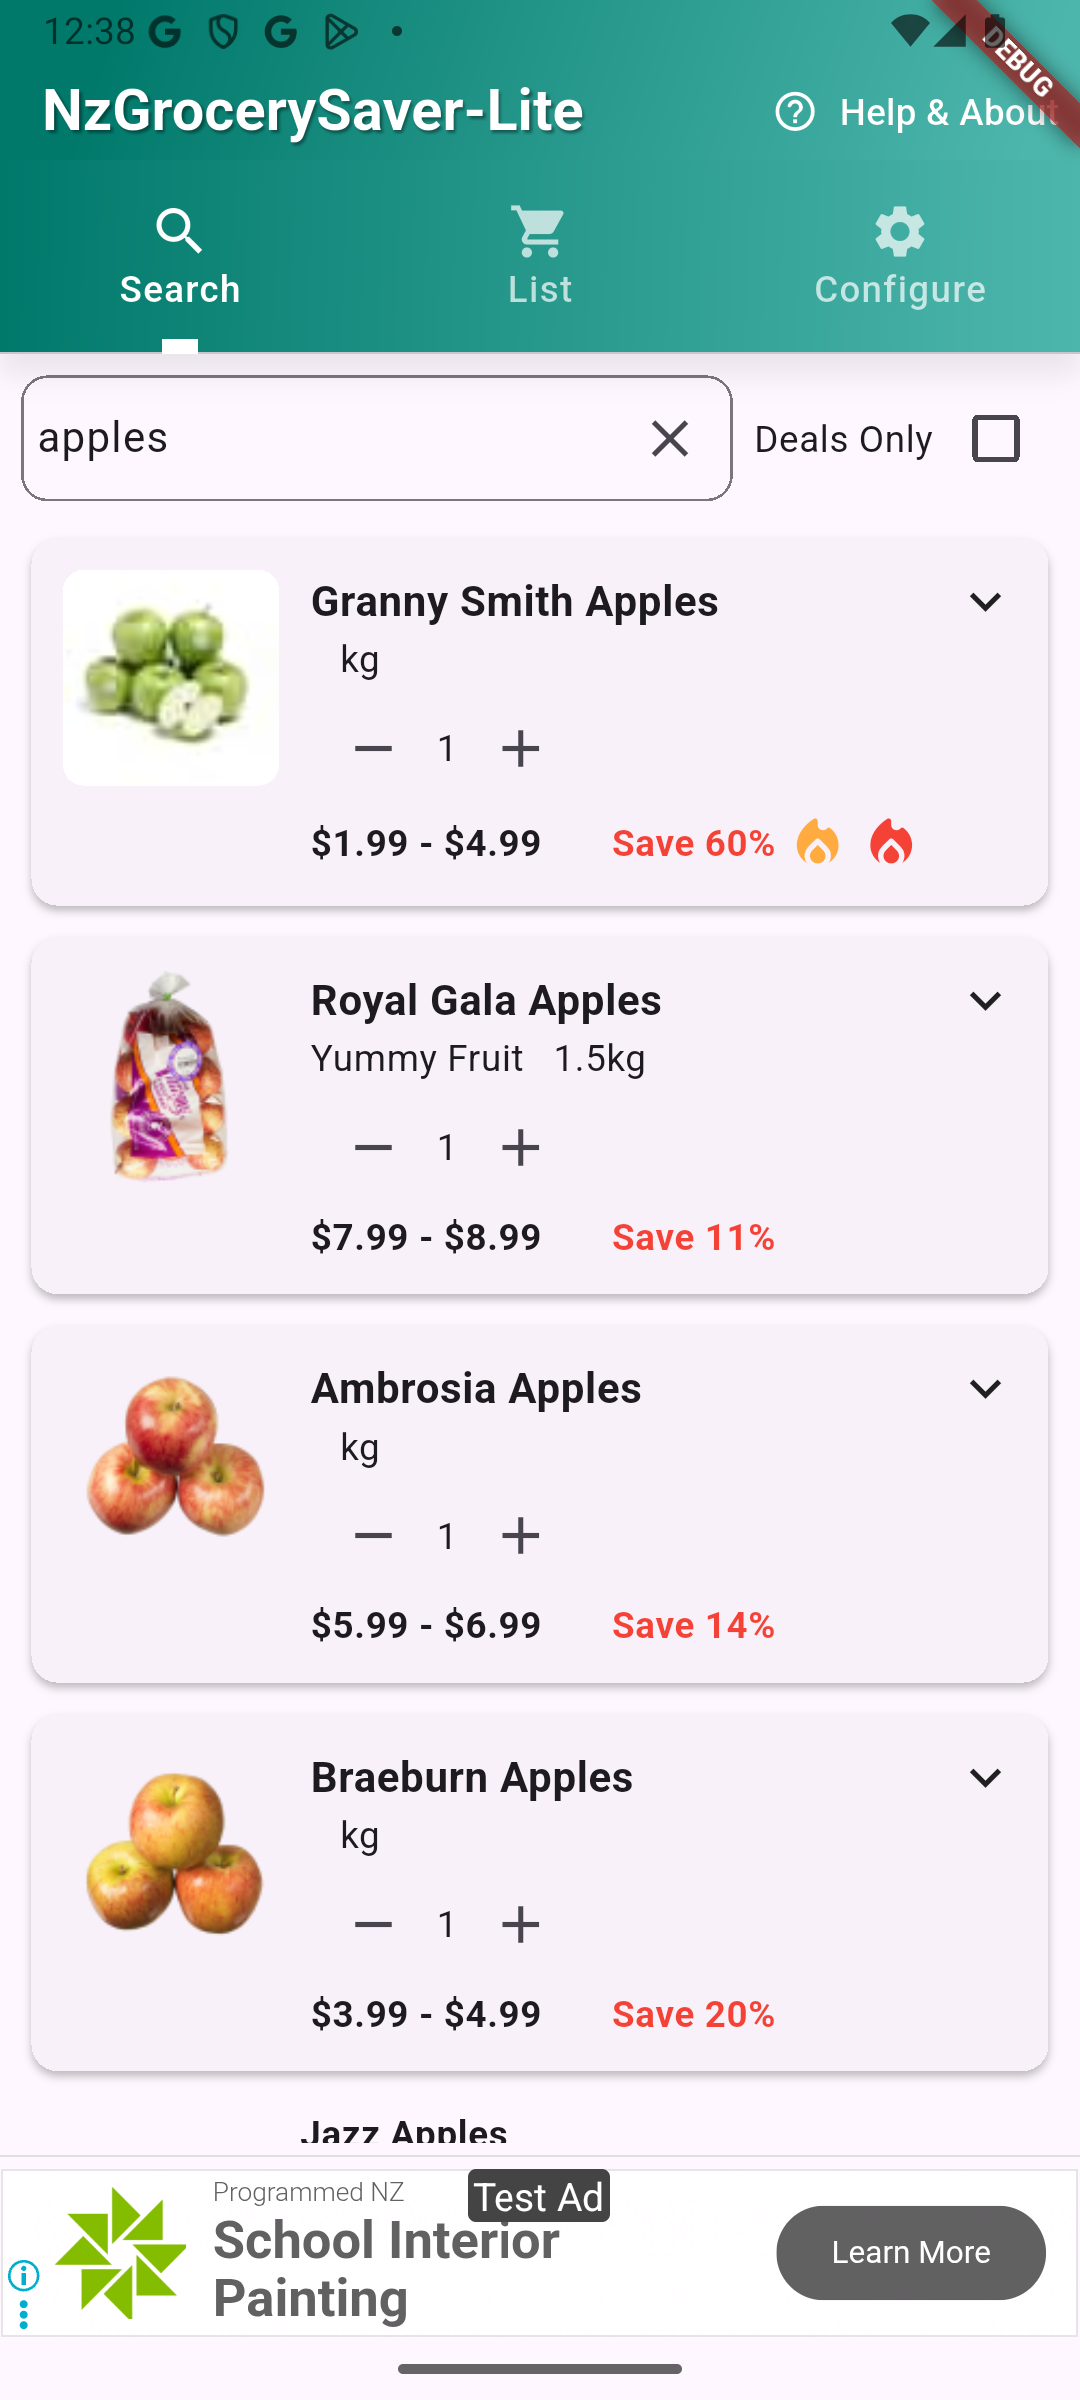 12:38
DEBUG
NzGrocerySaver-Lite
Help & About
Search
List
Configure
apples
Deals Only
Granny Smith Apples
kg
1
$1.99 - $4.99 Save 60%
Royal Gala Apples
Yummy Fruit 1.5kg
1
$7.99 - $8.99 Save 11%
Ambrosia Apples
kg
1
$5.99 - $6.99 Save 14%
Braeburn Apples
kg
1
$3.99 - $4.99 Save 20%
Jazz Apples
Programmed NZ
Test Ad
School Interior
Painting
Learn More